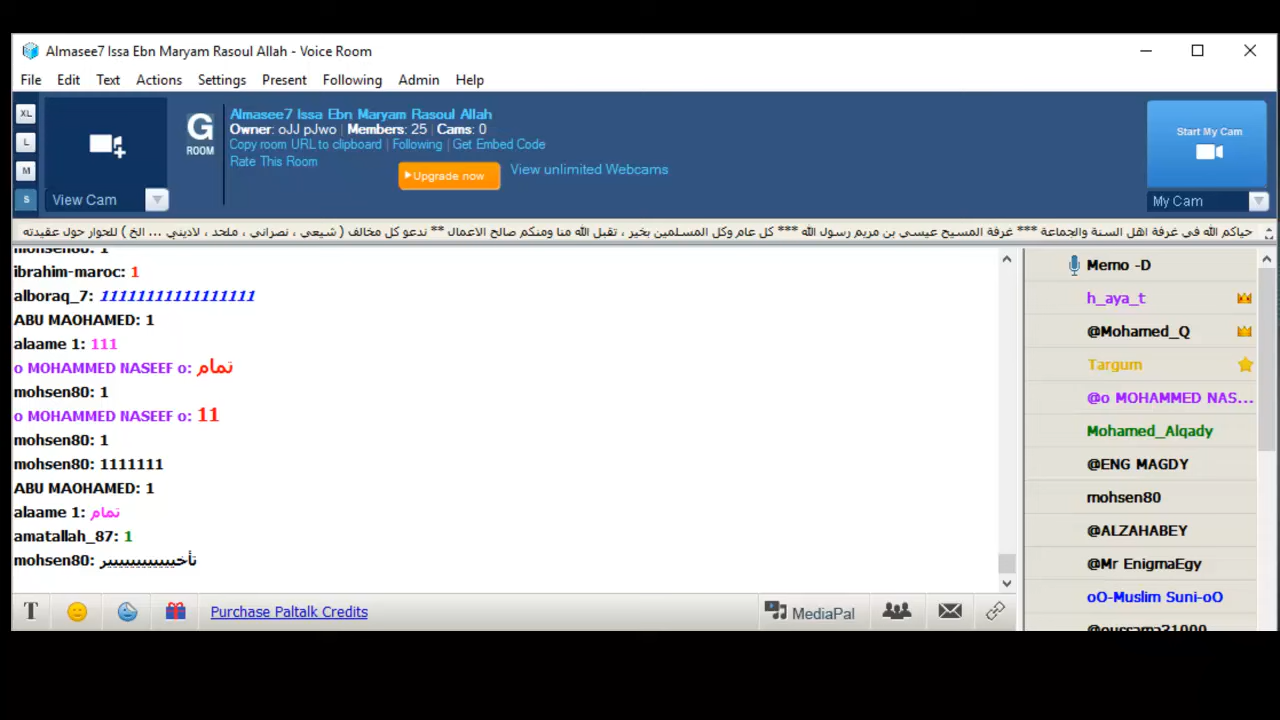 Almasee7 Issa Ebn Maryam Rasoul Allah - Voice Room
File Edit Text Actions Settings Present Following Admin Help
XL
L
M
S
View Cam
G
ROOM
Almasee7 Issa Ebn Maryam Rasoul Allah
Owner: oJJ pJwo | Members: 25 | Cams: 0
Copy room URL to clipboard | Following | Get Embed Code
Rate This Room
Upgrade now
View unlimited Webcams
Start My Cam
My Cam
حياكم الله في غرفة اهل السنة والجماعة *** غرفة المسيح عيسى بن مريم رسول الله *** كل عام وكل المسلمين بخير ، تقبل الله منا ومنكم صالح الاعمال ** ندعو كل مخالف ( شيعي ، نصراني ، ملحد ، لاديني ... الخ ) للحوار حول عقيدته
mohsen80: 1
ibrahim-maroc: 1
alboraq_7: 11111111111111111
ABU MAOHAMED: 1
alaame 1: 111
o MOHAMMED NASEEF o: تمام
mohsen80: 1
o MOHAMMED NASEEF o: 11
mohsen80: 1
mohsen80: 1111111
ABU MAOHAMED: 1
alaame 1: تمام
amatallah_87: 1
mohsen80: تأخيييييييييييير
Memo -D
h_aya_t
@Mohamed_Q
Targum
@o MOHAMMED NAS...
Mohamed_Alqady
@ENG MAGDY
mohsen80
@ALZAHABEY
@Mr EnigmaEgy
oO-Muslim Suni-oO
@oussama21000
T
Purchase Paltalk Credits
MediaPal